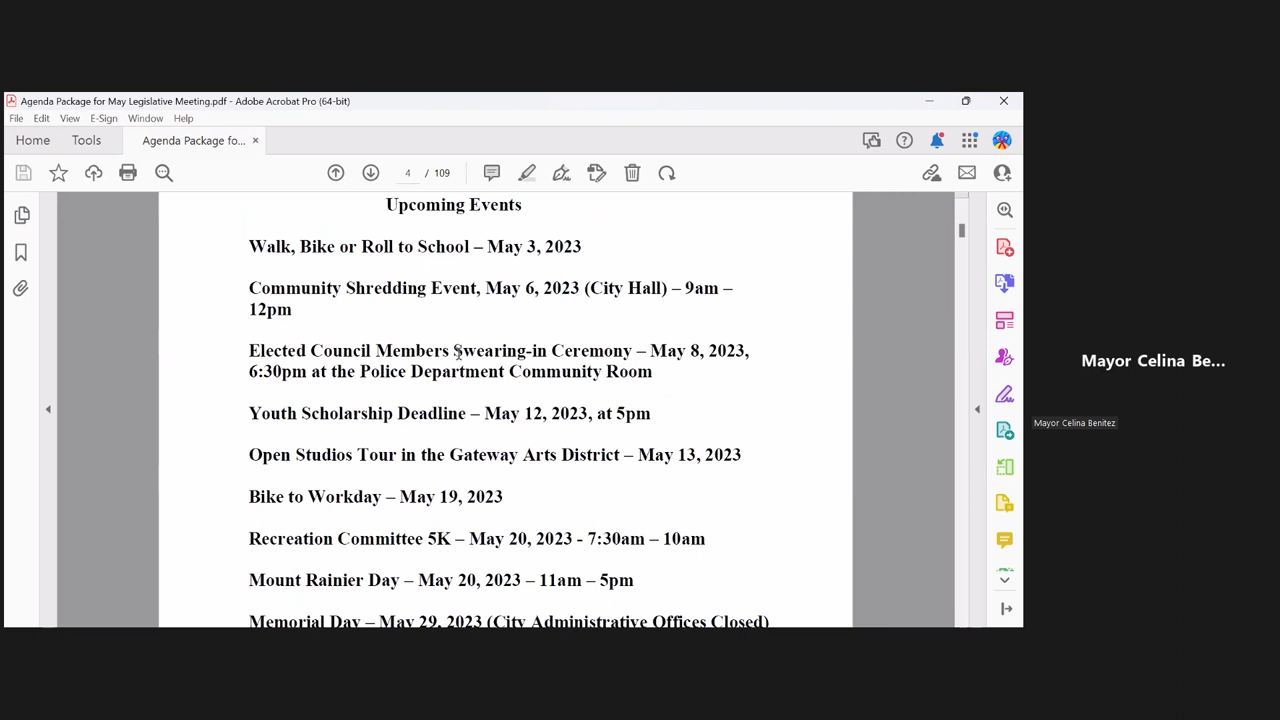 Agenda Package for May Legislative Meeting.pdf - Adobe Acrobat Pro (64-bit)
File Edit View E-Sign Window Help
Home Tools Agenda Package fo... ×
4 / 109
Upcoming Events
Walk, Bike or Roll to School – May 3, 2023
Community Shredding Event, May 6, 2023 (City Hall) – 9am –
12pm
Elected Council Members Swearing-in Ceremony – May 8, 2023,
6:30pm at the Police Department Community Room
Youth Scholarship Deadline – May 12, 2023, at 5pm
Open Studios Tour in the Gateway Arts District – May 13, 2023
Bike to Workday – May 19, 2023
Recreation Committee 5K – May 20, 2023 - 7:30am – 10am
Mount Rainier Day – May 20, 2023 – 11am – 5pm
Memorial Day – May 29, 2023 (City Administrative Offices Closed)
Mayor Celina Be...
Mayor Celina Benitez